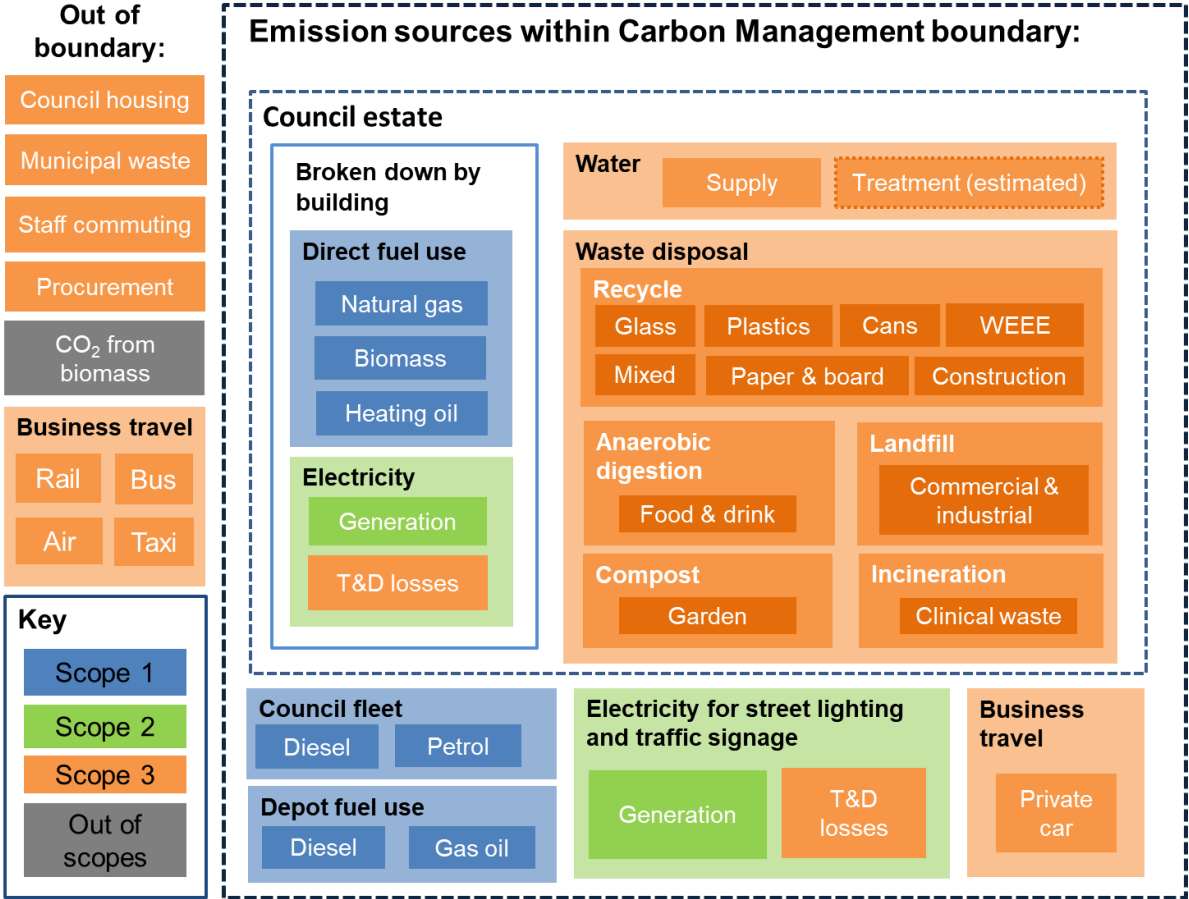 Out of
boundary:
Council housing
Municipal waste
Staff commuting
Procurement
CO₂ from
biomass
Business travel
Rail
Bus
Air
Taxi
Key
Scope 1
Scope 2
Scope 3
Out of
scopes
Emission sources within Carbon Management boundary:
Council estate
Broken down by
building
Direct fuel use
Natural gas
Biomass
Heating oil
Electricity
Generation
T&D losses
Water
Supply
Treatment (estimated)
Waste disposal
Recycle
Glass
Plastics
Cans
WEEE
Mixed
Paper & board
Construction
Anaerobic
digestion
Food & drink
Landfill
Commercial &
industrial
Compost
Garden
Incineration
Clinical waste
Council fleet
Diesel
Petrol
Depot fuel use
Diesel
Gas oil
Electricity for street lighting
and traffic signage
Generation
T&D
losses
Business
travel
Private
car